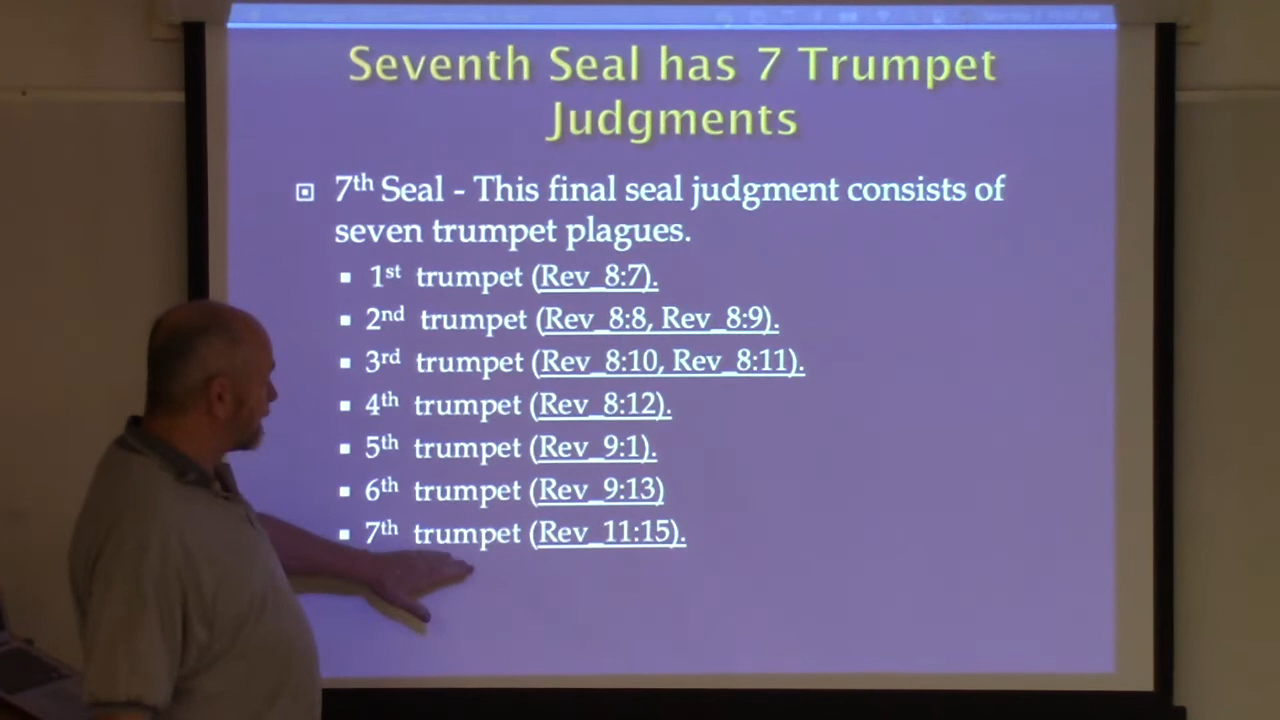 Seventh Seal has 7 Trumpet
Judgments
7th Seal - This final seal judgment consists of
seven trumpet plagues.
1st trumpet (Rev_8:7).
2nd trumpet (Rev_8:8, Rev_8:9).
3rd trumpet (Rev_8:10, Rev_8:11).
4th trumpet (Rev_8:12).
5th trumpet (Rev_9:1).
6th trumpet (Rev_9:13)
7th trumpet (Rev_11:15).